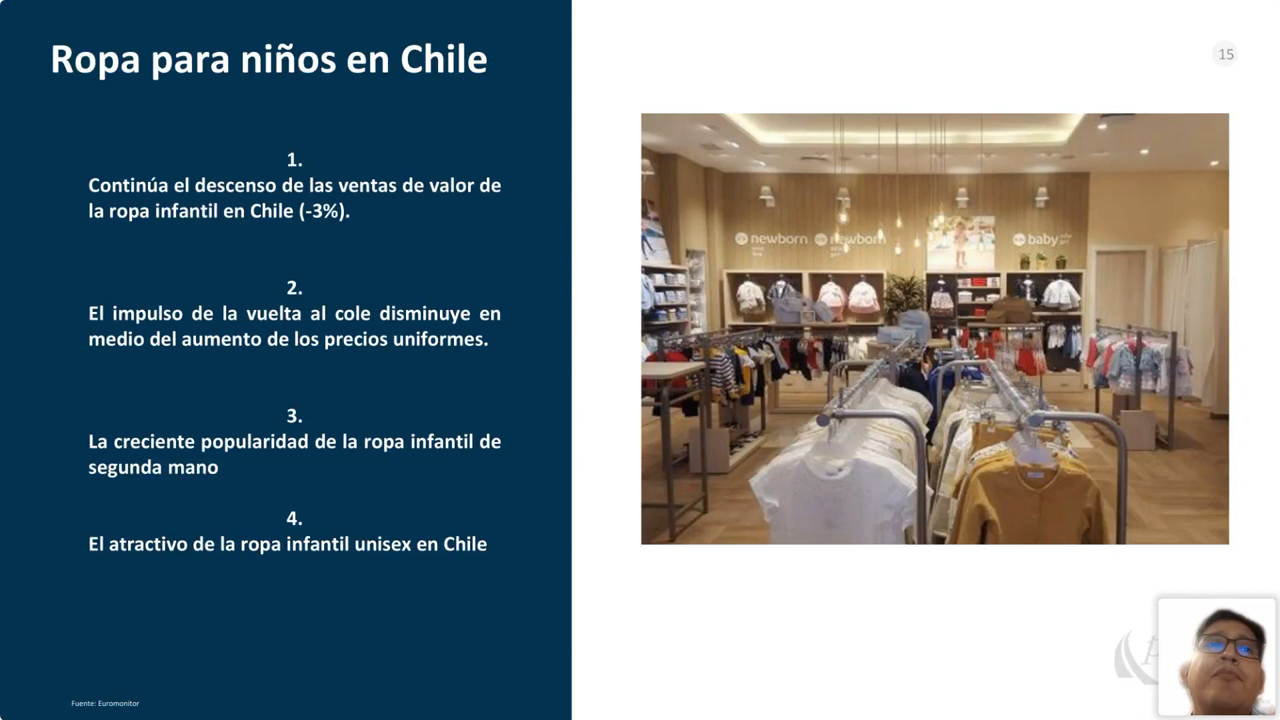 Ropa para niños en Chile
15
1.
Continúa el descenso de las ventas de valor de
la ropa infantil en Chile (-3%).
2.
El impulso de la vuelta al cole disminuye en
medio del aumento de los precios uniformes.
3.
La creciente popularidad de la ropa infantil de
segunda mano
4.
El atractivo de la ropa infantil unisex en Chile
newborn
newborn
baby
Fuente: Euromonitor